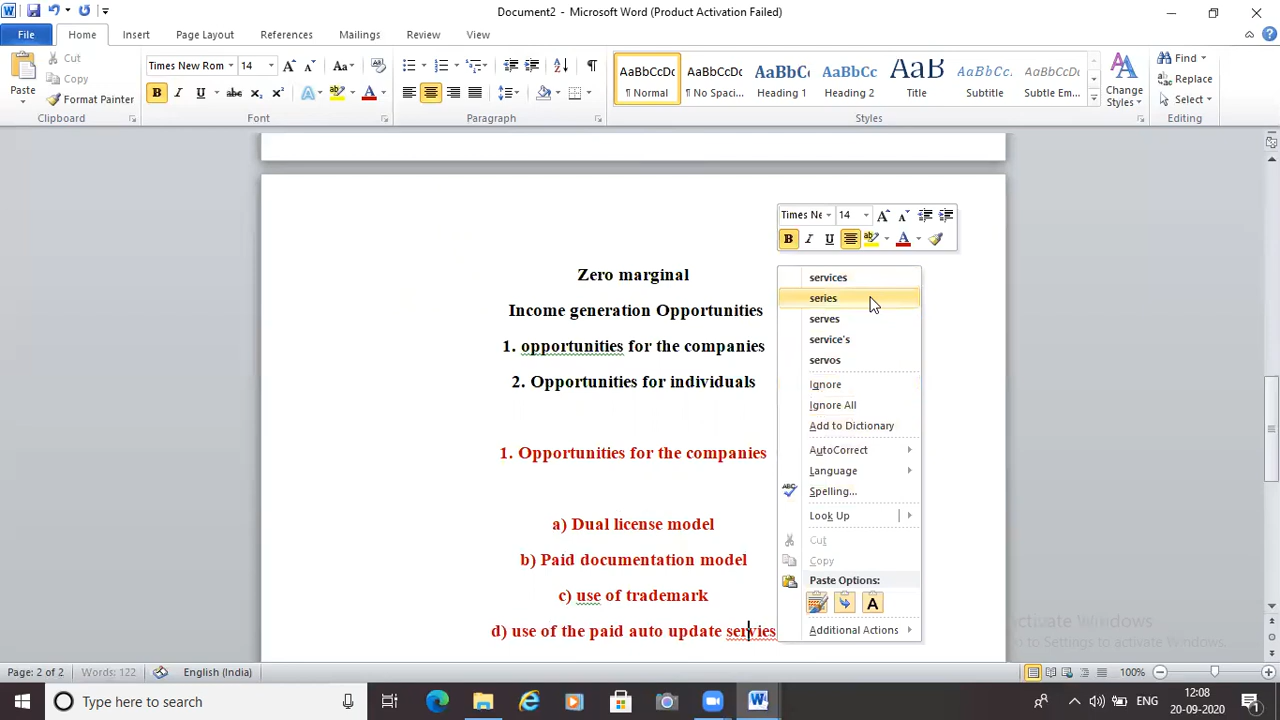 Document2 - Microsoft Word (Product Activation Failed)
File Home Insert Page Layout References Mailings Review View
Paste
Cut
Copy
Format Painter
Clipboard
Times New Rom 14
Font
Paragraph
AaBbCcDc
¶ Normal
AaBbCcDc
¶ No Spaci...
AaBbCc
Heading 1
AaBbCc
Heading 2
AaB
Title
AaBbCcDc
Subtitle
AaBbCcDc
Subtle Em...
Change
Styles
Styles
Find
Replace
Select
Editing
Times Ne 14
Zero marginal
Income generation Opportunities
1. opportunities for the companies
2. Opportunities for individuals
1. Opportunities for the companies
a) Dual license model
b) Paid documentation model
c) use of trademark
d) use of the paid auto update servies
services
series
serves
service's
servos
Ignore
Ignore All
Add to Dictionary
AutoCorrect
Language
Spelling...
Look Up
Cut
Copy
Paste Options:
Additional Actions
Activate Windows
Go to Settings to activate Windows.
Page: 2 of 2 Words: 122 English (India) 100%
Type here to search
ENG
12:08
20-09-2020